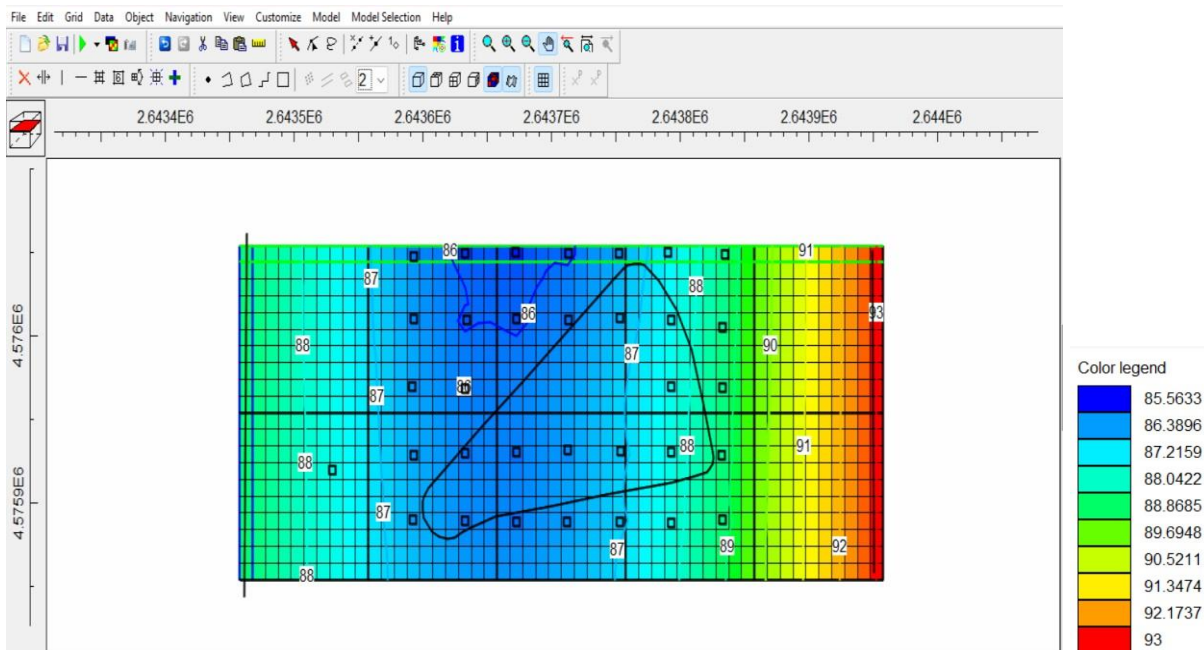 File Edit Grid Data Object Navigation View Customize Model Model Selection Help
2
2.6434E6 2.6435E6 2.6436E6 2.6437E6 2.6438E6 2.6439E6 2.644E6
4.576E6
4.5759E6
86 91
87 88
86 93
88 87 90
87
88 88 91
87
87 89 92
88
Color legend
85.5633
86.3896
87.2159
88.0422
88.8685
89.6948
90.5211
91.3474
92.1737
93